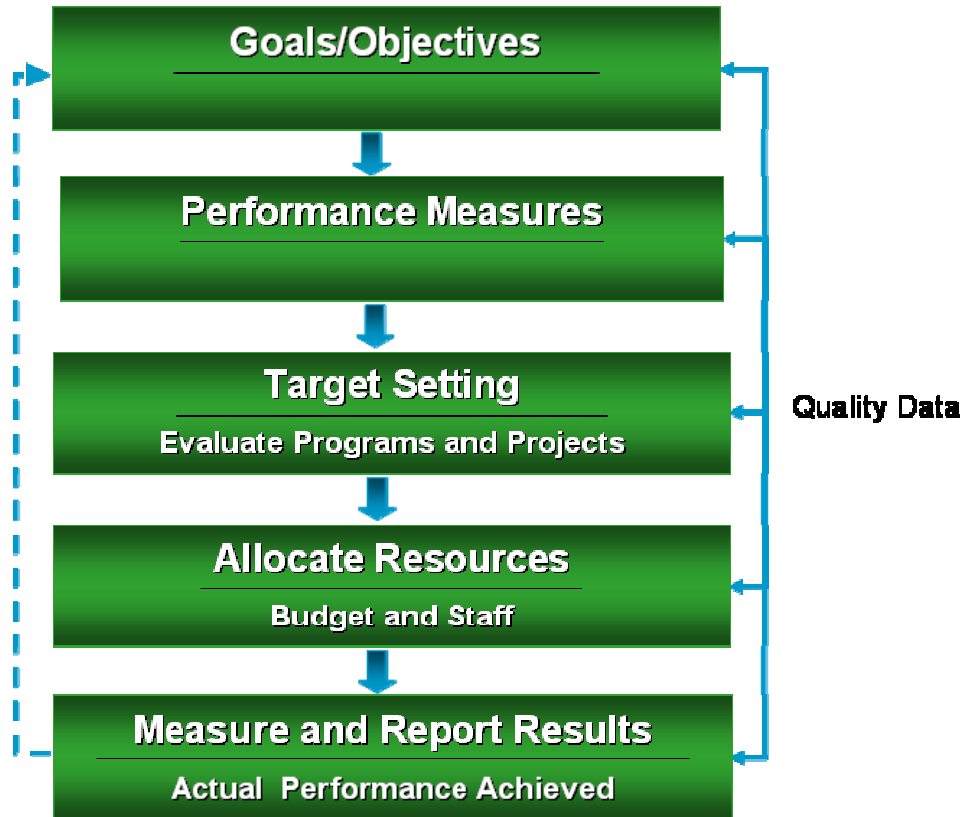 Goals/Objectives
Performance Measures
Target Setting
Evaluate Programs and Projects
Quality Data
Allocate Resources
Budget and Staff
Measure and Report Results
Actual Performance Achieved